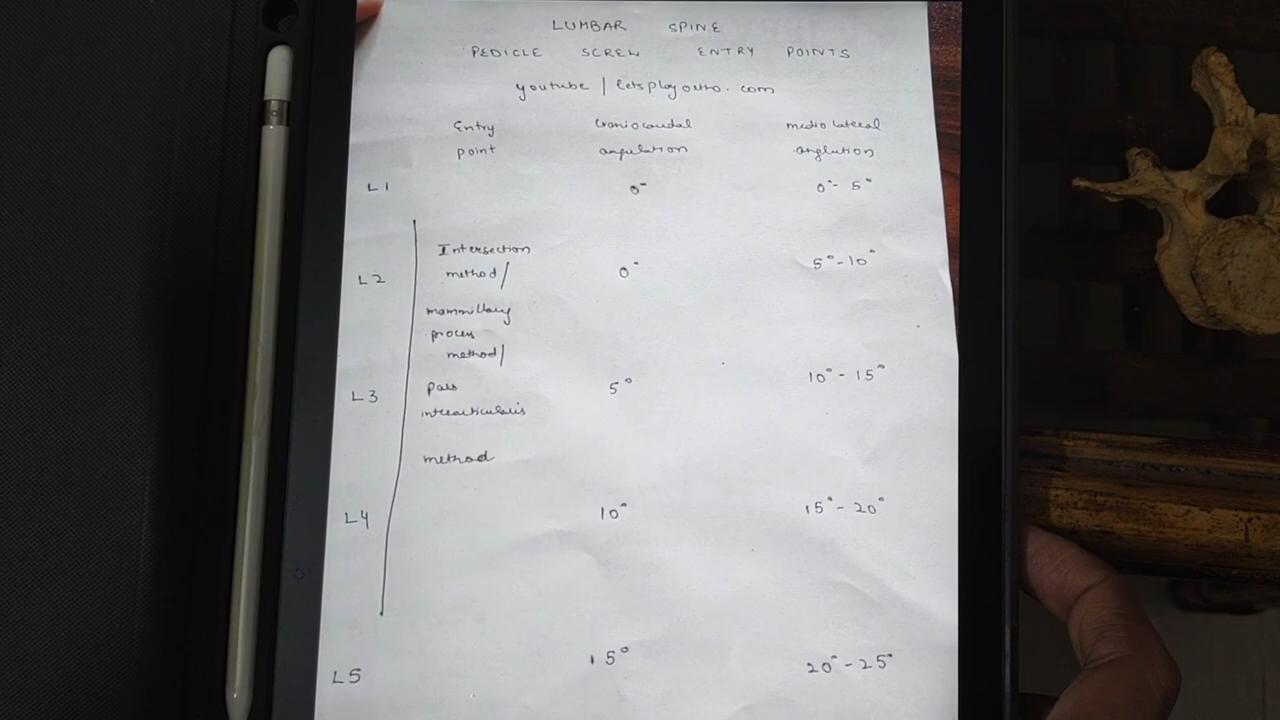 LUMBAR SPINE
PEDICLE SCREW ENTRY POINTS
youtube | letsplayortho.com
Entry point
craniocaudal angulation
mediolateral anglution
L1 0° 0°- 5°
Intersection
L2 method/ 0° 5°-10°
mammillary
process
method/
L3 pars 5° 10°- 15°
interarticularis
method
L4 10° 15°- 20°
L5 15° 20°-25°